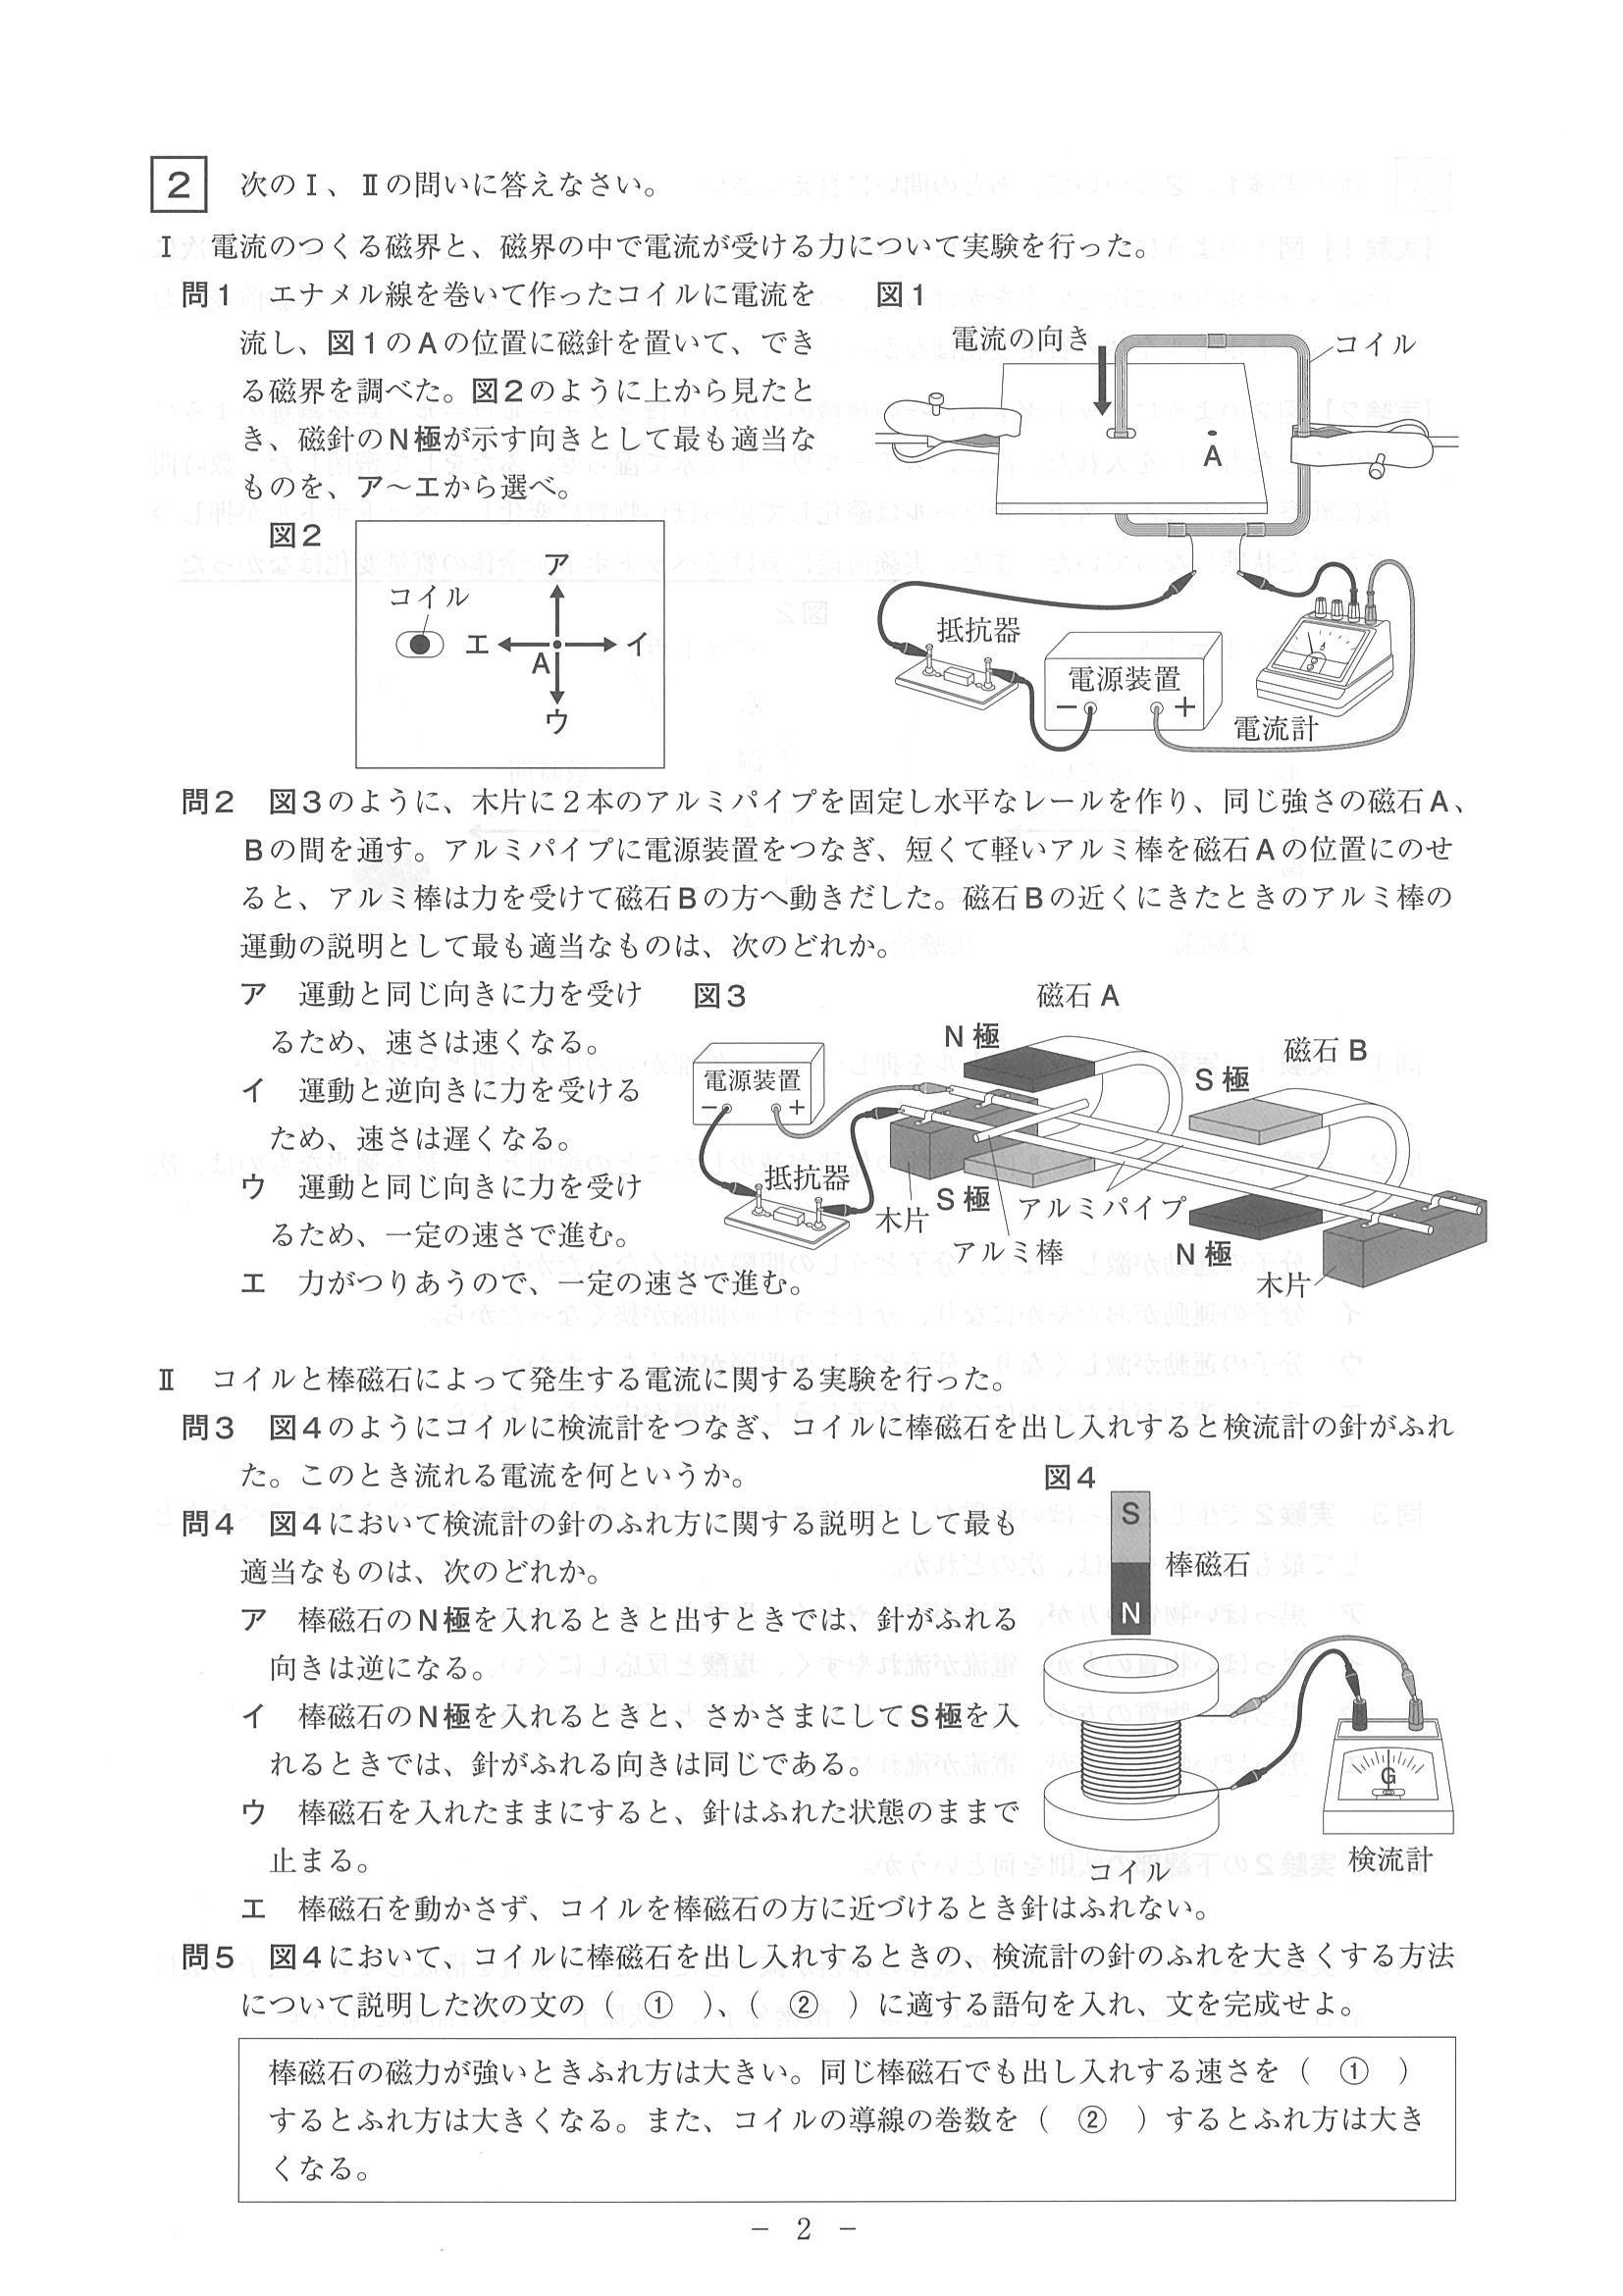 2 次のⅠ、Ⅱの問いに答えなさい。
Ⅰ 電流のつくる磁界と、磁界の中で電流が受ける力について実験を行った。
問1 エナメル線を巻いて作ったコイルに電流を
流し、図1のAの位置に磁針を置いて、でき
る磁界を調べた。図2のように上から見たと
き、磁針のN極が示す向きとして最も適当な
ものを、ア～エから選べ。
図1
電流の向き
コイル
A
抵抗器
電源装置
－ ＋
電流計
図2
コイル
ア
エ A イ
ウ
問2 図3のように、木片に2本のアルミパイプを固定し水平なレールを作り、同じ強さの磁石A、
Bの間を通す。アルミパイプに電源装置をつなぎ、短くて軽いアルミ棒を磁石Aの位置にのせ
ると、アルミ棒は力を受けて磁石Bの方へ動きだした。磁石Bの近くにきたときのアルミ棒の
運動の説明として最も適当なものは、次のどれか。
ア 運動と同じ向きに力を受け
るため、速さは速くなる。
イ 運動と逆向きに力を受ける
ため、速さは遅くなる。
ウ 運動と同じ向きに力を受け
るため、一定の速さで進む。
エ 力がつりあうので、一定の速さで進む。
図3
磁石 A
N 極
磁石 B
S 極
電源装置
－ ＋
抵抗器
木片
S 極
アルミパイプ
アルミ棒
N 極
木片
Ⅱ コイルと棒磁石によって発生する電流に関する実験を行った。
問3 図4のようにコイルに検流計をつなぎ、コイルに棒磁石を出し入れすると検流計の針がふれ
た。このとき流れる電流を何というか。
問4 図4において検流計の針のふれ方に関する説明として最も
適当なものは、次のどれか。
ア 棒磁石のN極を入れるときと出すときでは、針がふれる
向きは逆になる。
イ 棒磁石のN極を入れるときと、さかさまにしてS極を入
れるときでは、針がふれる向きは同じである。
ウ 棒磁石を入れたままにすると、針はふれた状態のままで
止まる。
エ 棒磁石を動かさず、コイルを棒磁石の方に近づけるとき針はふれない。
図4
S
棒磁石
N
G
コイル
検流計
問5 図4において、コイルに棒磁石を出し入れするときの、検流計の針のふれを大きくする方法
について説明した次の文の（ ① ）、（ ② ）に適する語句を入れ、文を完成せよ。
棒磁石の磁力が強いときふれ方は大きい。同じ棒磁石でも出し入れする速さを（ ① ）
するとふれ方は大きくなる。また、コイルの導線の巻数を（ ② ）するとふれ方は大き
くなる。
－ 2 －